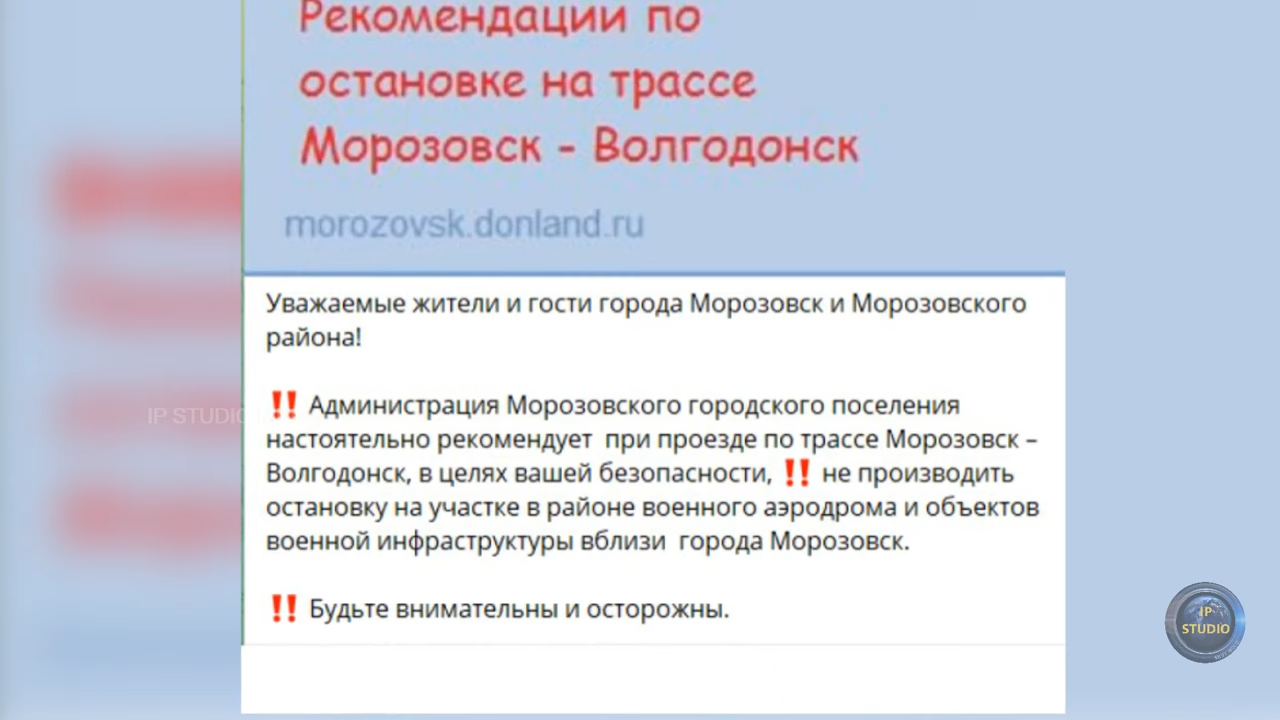 Рекомендации по
остановке на трассе
Морозовск - Волгодонск
morozovsk.donland.ru
Уважаемые жители и гости города Морозовск и Морозовского
района!
‼ Администрация Морозовского городского поселения
настоятельно рекомендует при проезде по трассе Морозовск –
Волгодонск, в целях вашей безопасности, ‼ не производить
остановку на участке в районе военного аэродрома и объектов
военной инфраструктуры вблизи города Морозовск.
‼ Будьте внимательны и осторожны.
IP STUDIO
IP
STUDIO